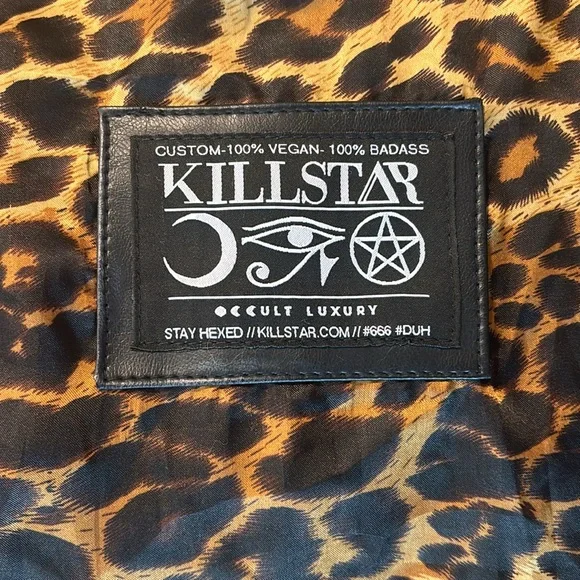 CUSTOM-100% VEGAN- 100% BADASS
KILLSTAR
OCCULT LUXURY
STAY HEXED // KILLSTAR.COM // #666 #DUH